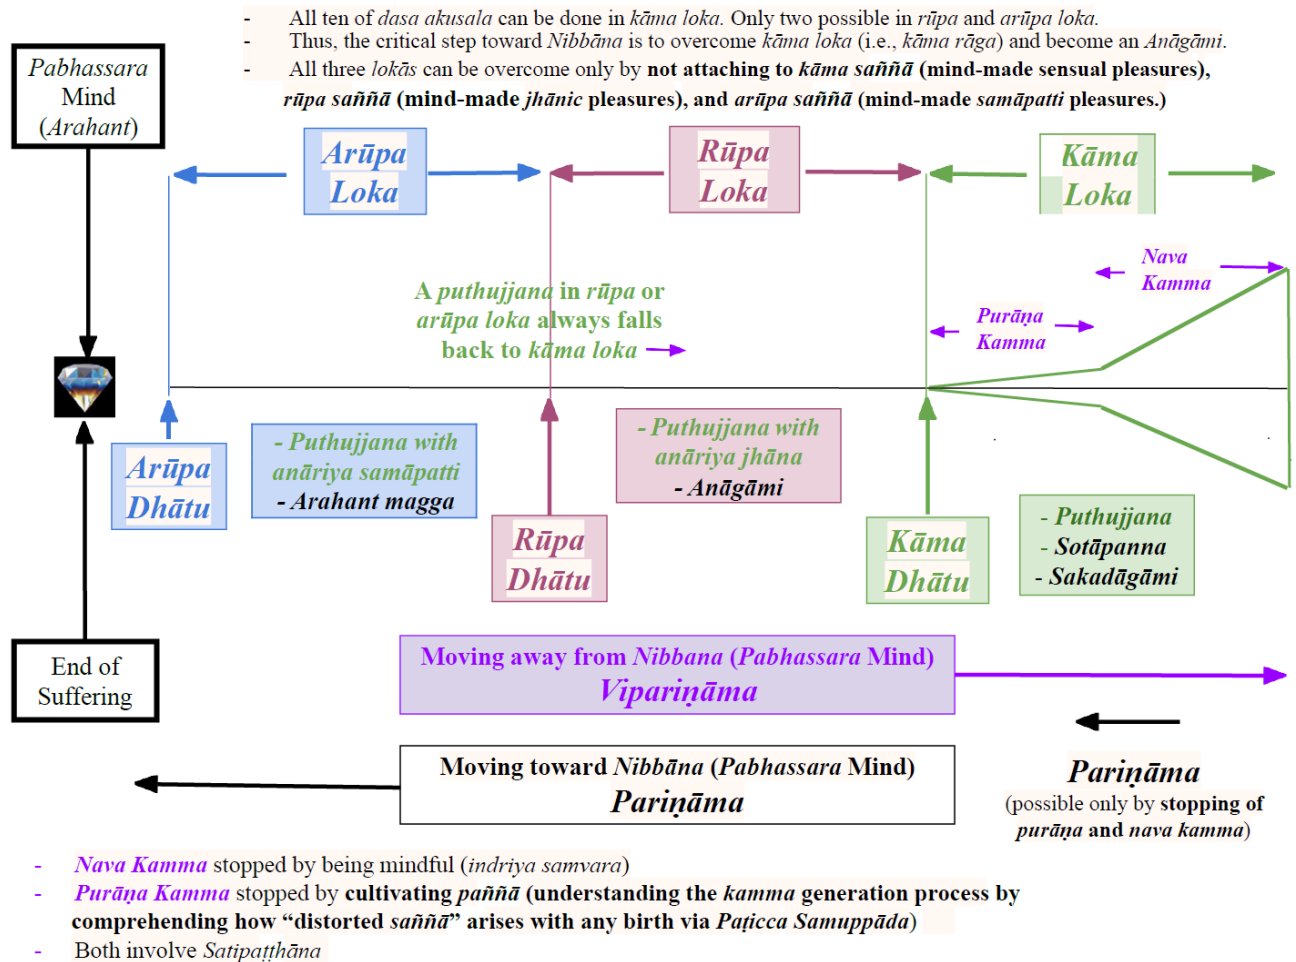 - All ten of dasa akusala can be done in kāma loka. Only two possible in rūpa and arūpa loka.
- Thus, the critical step toward Nibbāna is to overcome kāma loka (i.e., kāma rāga) and become an Anāgāmi.
- All three lokās can be overcome only by not attaching to kāma saññā (mind-made sensual pleasures),
rūpa saññā (mind-made jhānic pleasures), and arūpa saññā (mind-made samāpatti pleasures.)
Pabhassara
Mind
(Arahant)
Arūpa
Loka
Rūpa
Loka
Kāma
Loka
Nava
Kamma
Purāṇa
Kamma
A puthujjana in rūpa or
arūpa loka always falls
back to kāma loka
Arūpa
Dhātu
- Puthujjana with
anāriya samāpatti
- Arahant magga
Rūpa
Dhātu
- Puthujjana with
anāriya jhāna
- Anāgāmi
Kāma
Dhātu
- Puthujjana
- Sotāpanna
- Sakadāgāmi
End of
Suffering
Moving away from Nibbana (Pabhassara Mind)
Vipariṇāma
Moving toward Nibbāna (Pabhassara Mind)
Pariṇāma
Pariṇāma
(possible only by stopping of
purāṇa and nava kamma)
- Nava Kamma stopped by being mindful (indriya samvara)
- Purāṇa Kamma stopped by cultivating paññā (understanding the kamma generation process by
comprehending how “distorted saññā” arises with any birth via Paṭicca Samuppāda)
- Both involve Satipaṭṭhāna